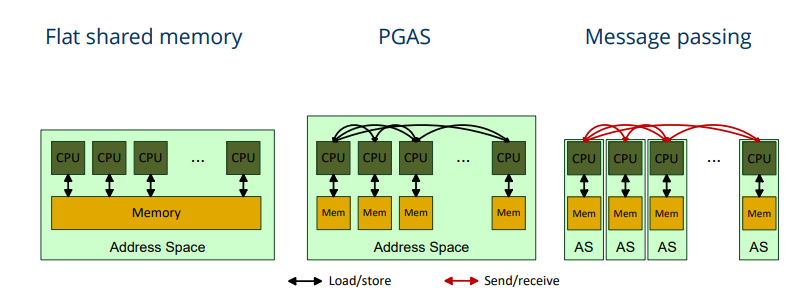 Flat shared memory
PGAS
Message passing
CPU CPU CPU ... CPU
Memory
Address Space
CPU CPU CPU ... CPU
Mem Mem Mem Mem
Address Space
CPU CPU CPU ... CPU
Mem Mem Mem Mem
AS AS AS AS
Load/store
Send/receive